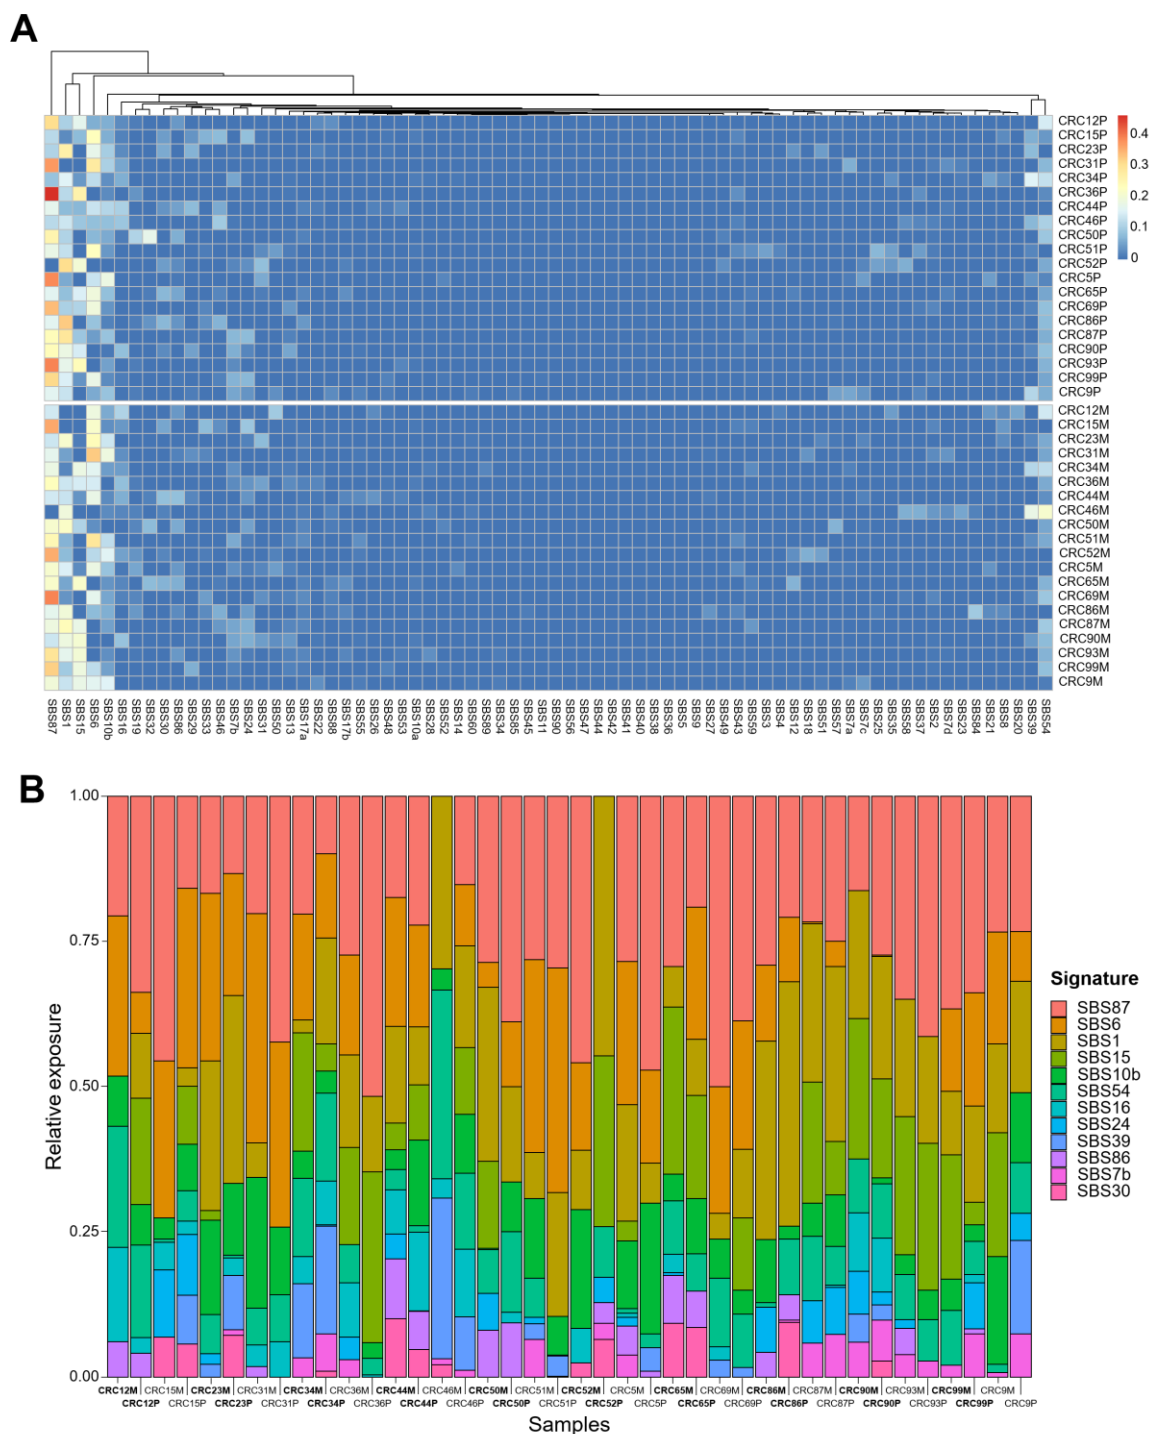 A
CRC12P
CRC15P
CRC23P
CRC31P
CRC34P
CRC36P
CRC44P
CRC46P
CRC50P
CRC51P
CRC52P
CRC5P
CRC65P
CRC69P
CRC86P
CRC87P
CRC90P
CRC93P
CRC99P
CRC9P
CRC12M
CRC15M
CRC23M
CRC31M
CRC34M
CRC36M
CRC44M
CRC46M
CRC50M
CRC51M
CRC52M
CRC5M
CRC65M
CRC69M
CRC86M
CRC87M
CRC90M
CRC93M
CRC99M
CRC9M
0.4
0.3
0.2
0.1
0
SBS87
SBS1
SBS15
SBS6
SBS10b
SBS16
SBS19
SBS32
SBS30
SBS86
SBS29
SBS33
SBS46
SBS7b
SBS24
SBS31
SBS50
SBS13
SBS17a
SBS22
SBS88
SBS17b
SBS55
SBS26
SBS48
SBS53
SBS10a
SBS28
SBS52
SBS14
SBS60
SBS89
SBS34
SBS85
SBS45
SBS11
SBS90
SBS56
SBS47
SBS44
SBS42
SBS41
SBS40
SBS38
SBS36
SBS5
SBS9
SBS27
SBS49
SBS43
SBS59
SBS3
SBS4
SBS12
SBS18
SBS51
SBS57
SBS7a
SBS7c
SBS25
SBS35
SBS58
SBS37
SBS2
SBS7d
SBS23
SBS84
SBS21
SBS8
SBS20
SBS39
SBS54
B
1.00
0.75
0.50
0.25
0.00
Relative exposure
CRC12M CRC15M CRC23M CRC31M CRC34M CRC36M CRC44M CRC46M CRC50M CRC51M CRC52M CRC5M CRC65M CRC69M CRC86M CRC87M CRC90M CRC93M CRC99M CRC9M
CRC12P CRC15P CRC23P CRC31P CRC34P CRC36P CRC44P CRC46P CRC50P CRC51P CRC52P CRC5P CRC65P CRC69P CRC86P CRC87P CRC90P CRC93P CRC99P CRC9P
Samples
Signature
SBS87
SBS6
SBS1
SBS15
SBS10b
SBS54
SBS16
SBS24
SBS39
SBS86
SBS7b
SBS30